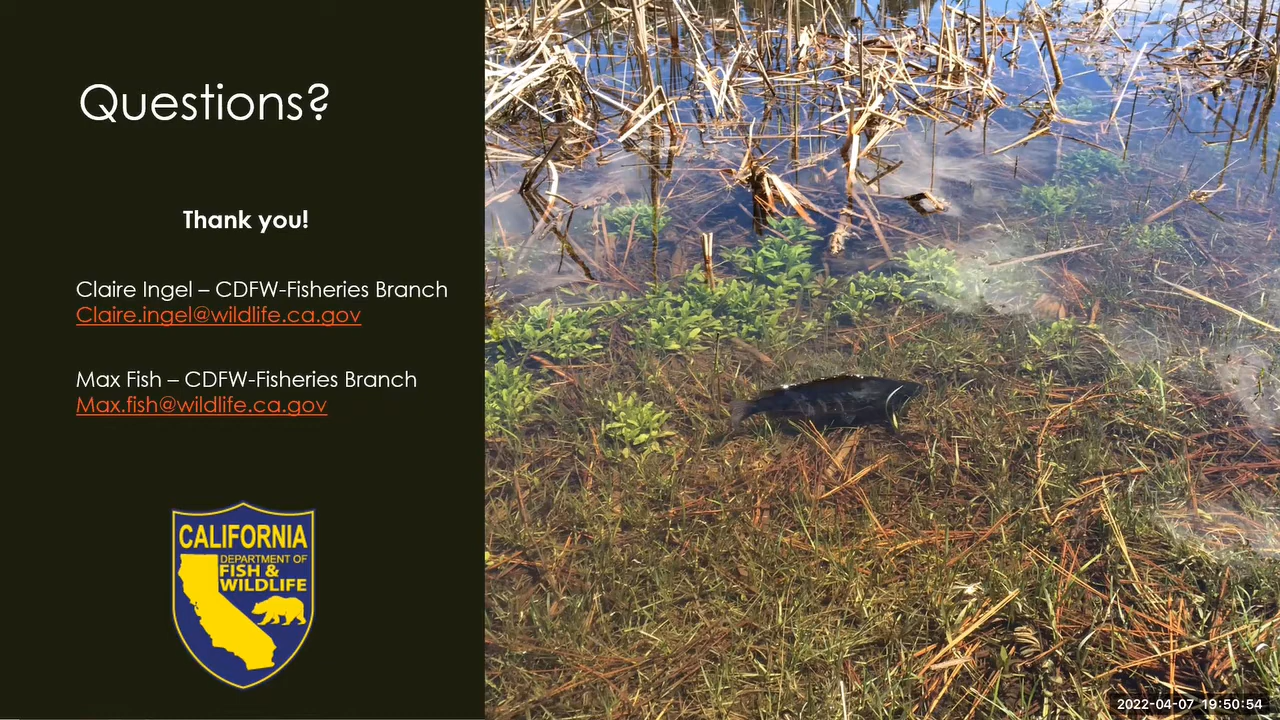 Questions?
Thank you!
Claire Ingel – CDFW-Fisheries Branch
Claire.ingel@wildlife.ca.gov
Max Fish – CDFW-Fisheries Branch
Max.fish@wildlife.ca.gov
CALIFORNIA
DEPARTMENT OF
FISH &
WILDLIFE
2022-04-07 19:50:54